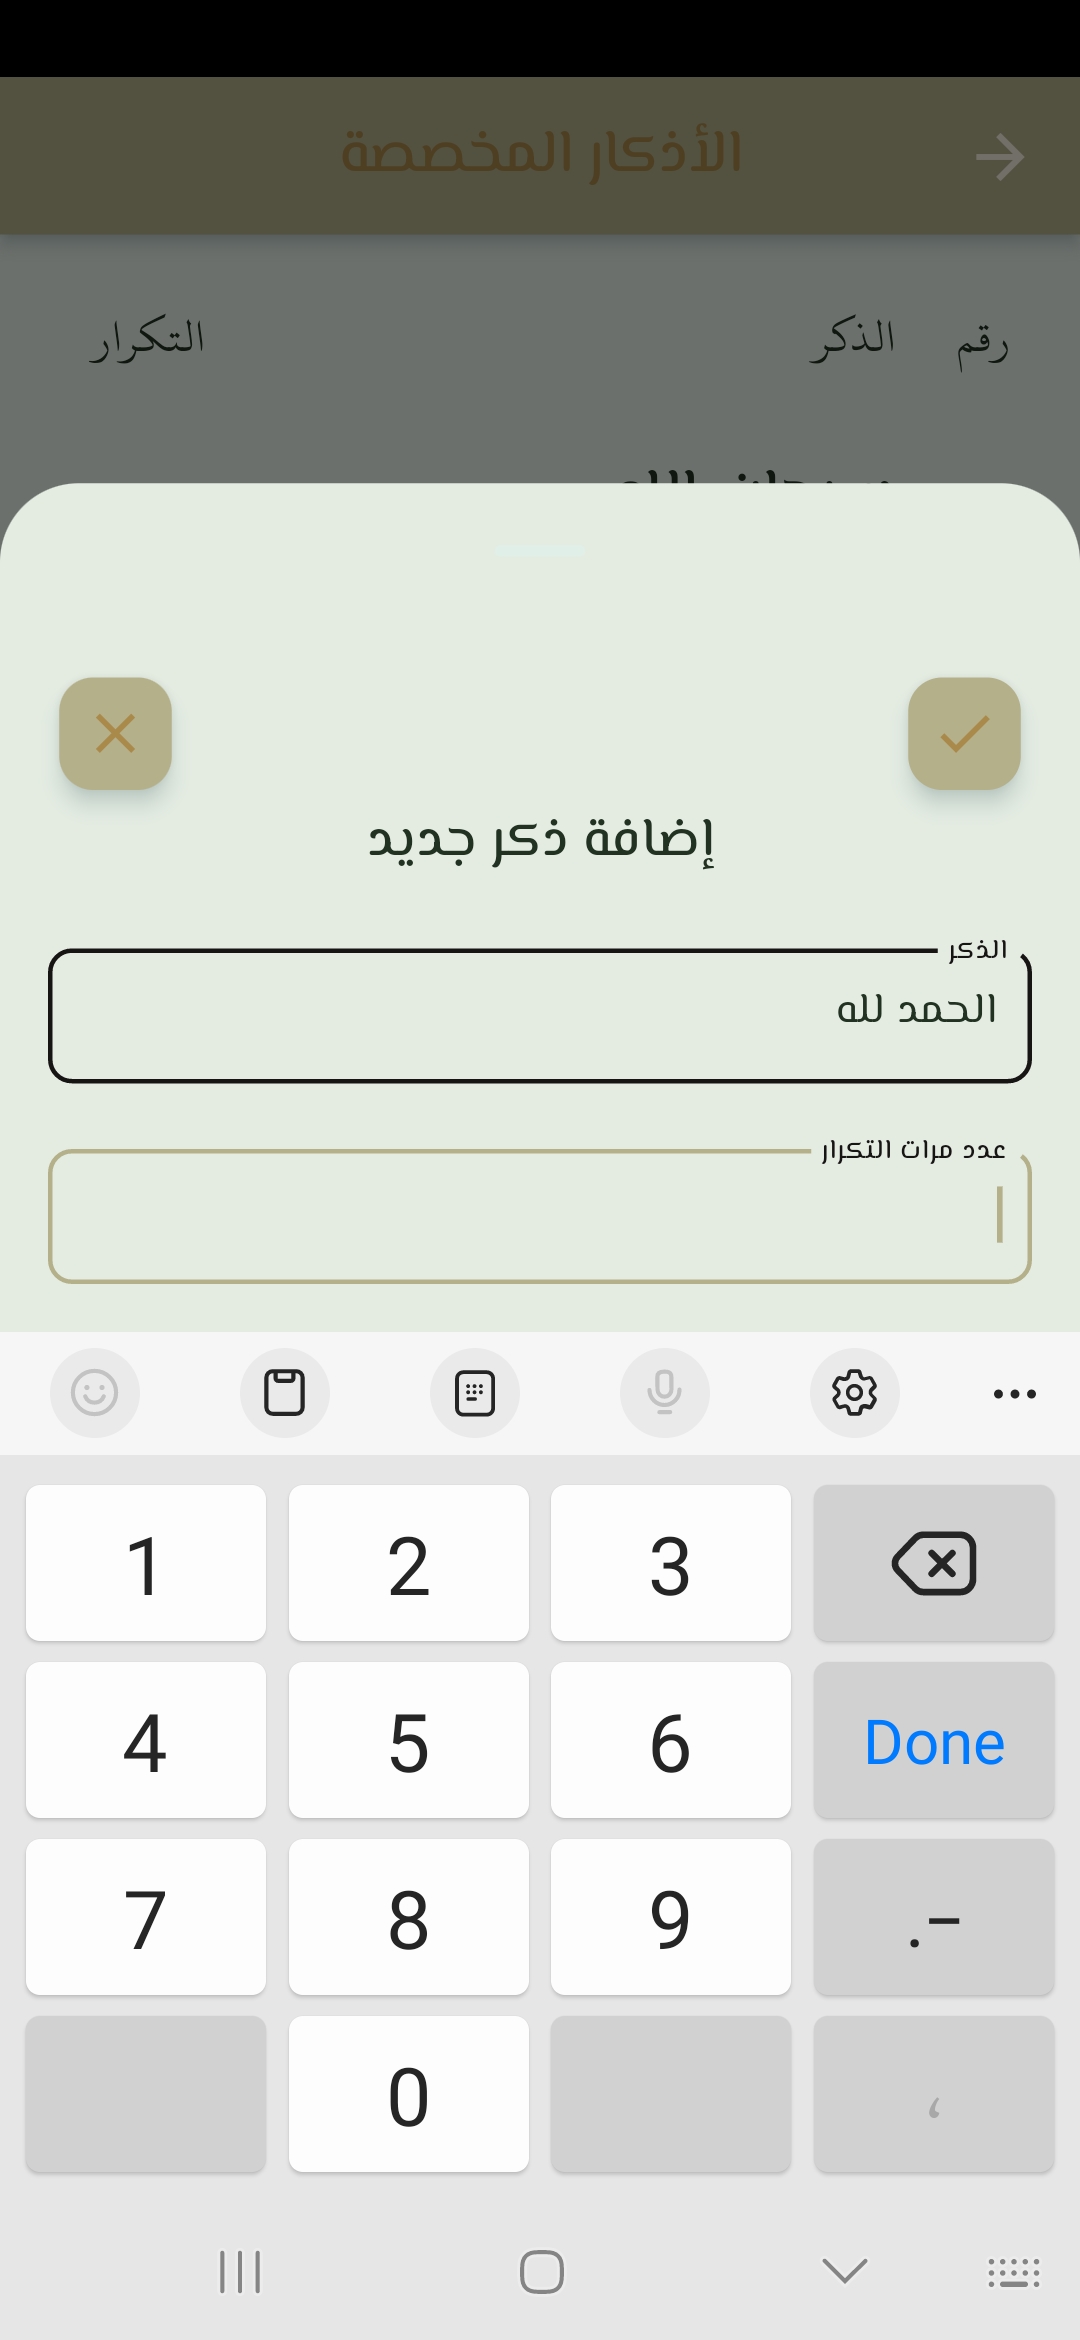 الأذكار المخصصة
رقم الذكر التكرار
إضافة ذكر جديد
الذكر
الحمد لله
عدد مرات التكرار
1 2 3
4 5 6 Done
7 8 9 .-
0 ،